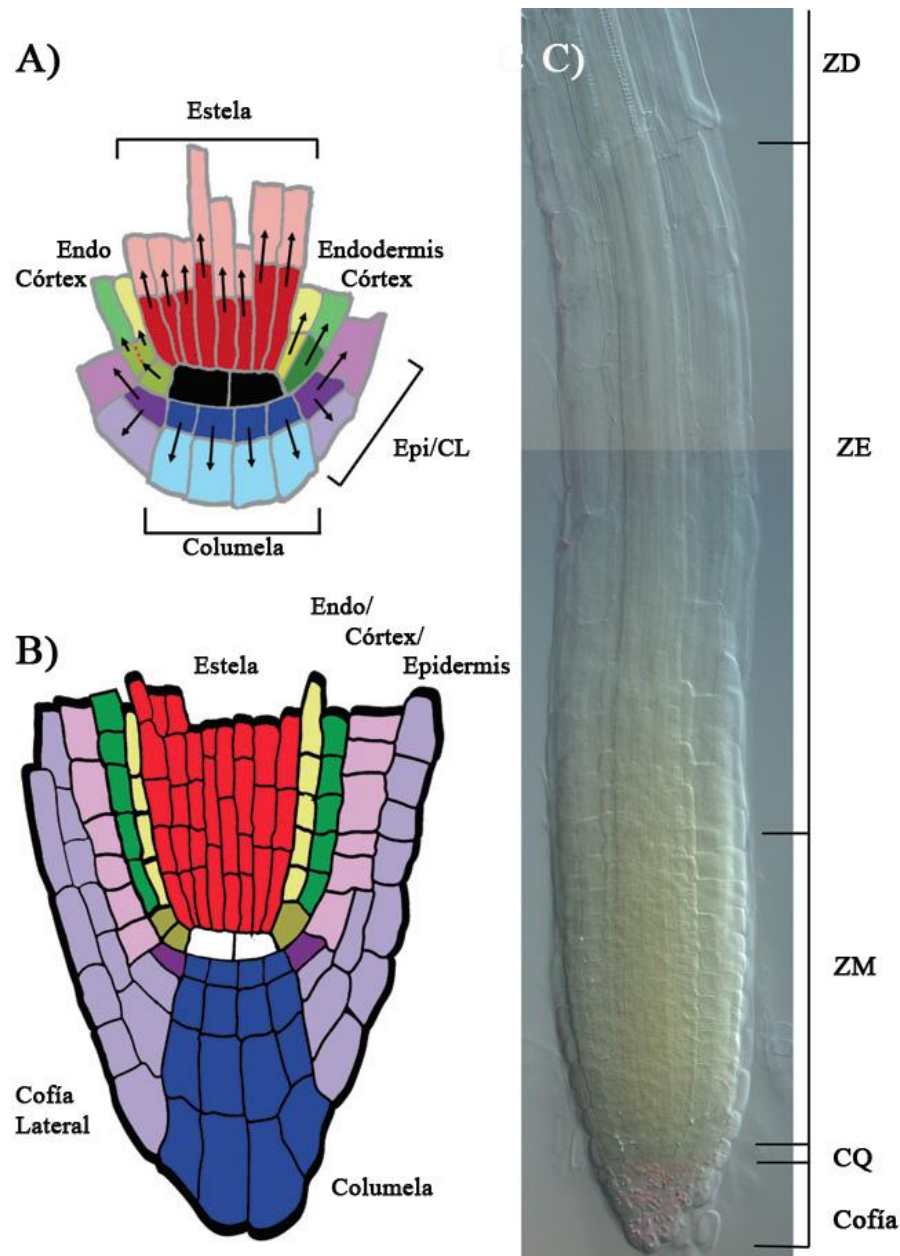 A)
Estela
Endo
Córtex
Endodermis
Córtex
Epi/CL
Columela
B)
Endo/
Córtex/
Epidermis
Estela
Cofía
Lateral
Columela
C C)
ZD
ZE
ZM
CQ
Cofía